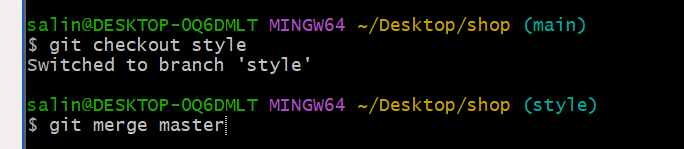 salin@DESKTOP-OQ6DMLT MINGW64 ~/Desktop/shop (main)
$ git checkout style
Switched to branch 'style'
salin@DESKTOP-OQ6DMLT MINGW64 ~/Desktop/shop (style)
$ git merge master